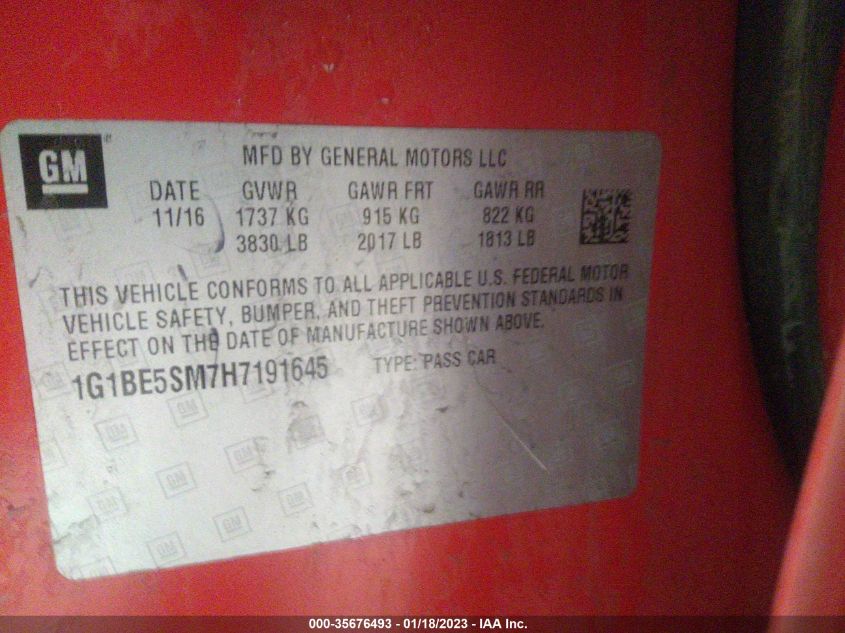 GM
MFD BY GENERAL MOTORS LLC
DATE GVWR GAWR FRT GAWR RR
11/16 1737 KG 915 KG 822 KG
3830 LB 2017 LB 1813 LB
THIS VEHICLE CONFORMS TO ALL APPLICABLE U.S. FEDERAL MOTOR
VEHICLE SAFETY, BUMPER, AND THEFT PREVENTION STANDARDS IN
EFFECT ON THE DATE OF MANUFACTURE SHOWN ABOVE.
1G1BE5SM7H7191645 TYPE: PASS CAR
000-35676493 - 01/18/2023 - IAA Inc.